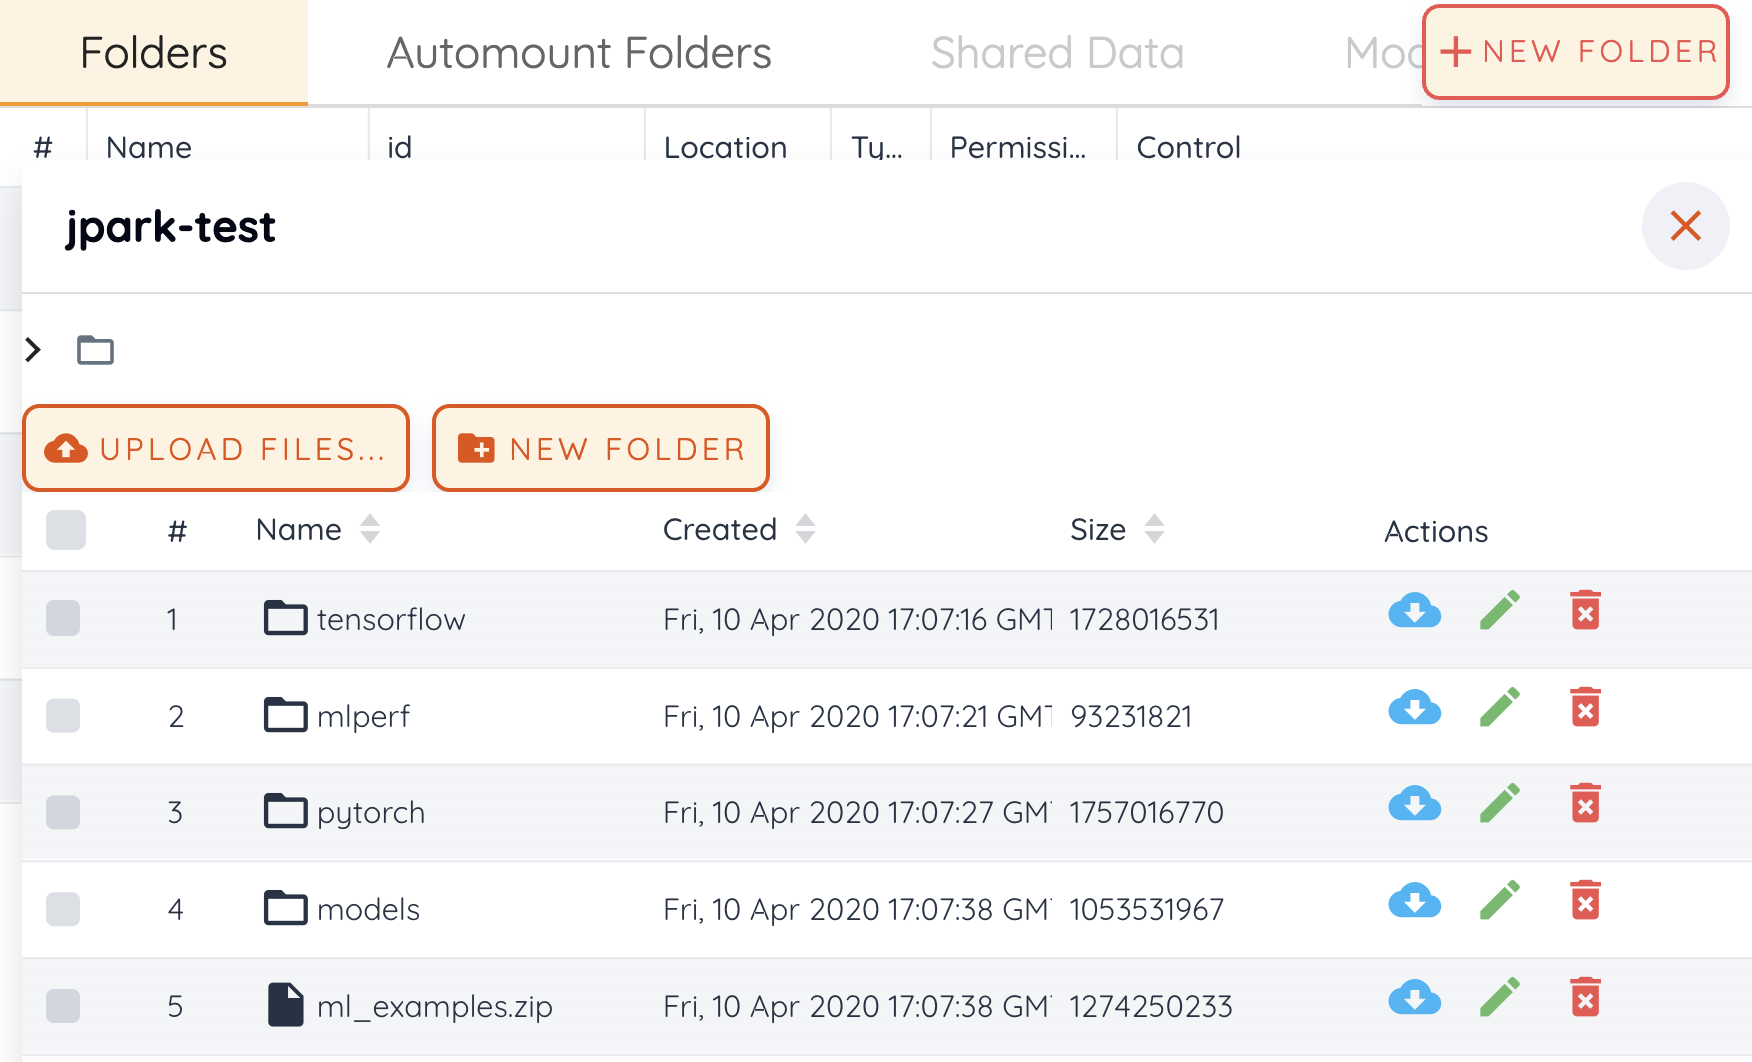 Folders Automount Folders Shared Data NEW FOLDER
# Name id Location Ty... Permissi... Control
jpark-test
UPLOAD FILES... NEW FOLDER
# Name Created Size Actions
1 tensorflow Fri, 10 Apr 2020 17:07:16 GMT 1728016531
2 mlperf Fri, 10 Apr 2020 17:07:21 GMT 93231821
3 pytorch Fri, 10 Apr 2020 17:07:27 GM 1757016770
4 models Fri, 10 Apr 2020 17:07:38 GM 1053531967
5 ml_examples.zip Fri, 10 Apr 2020 17:07:38 GM 1274250233